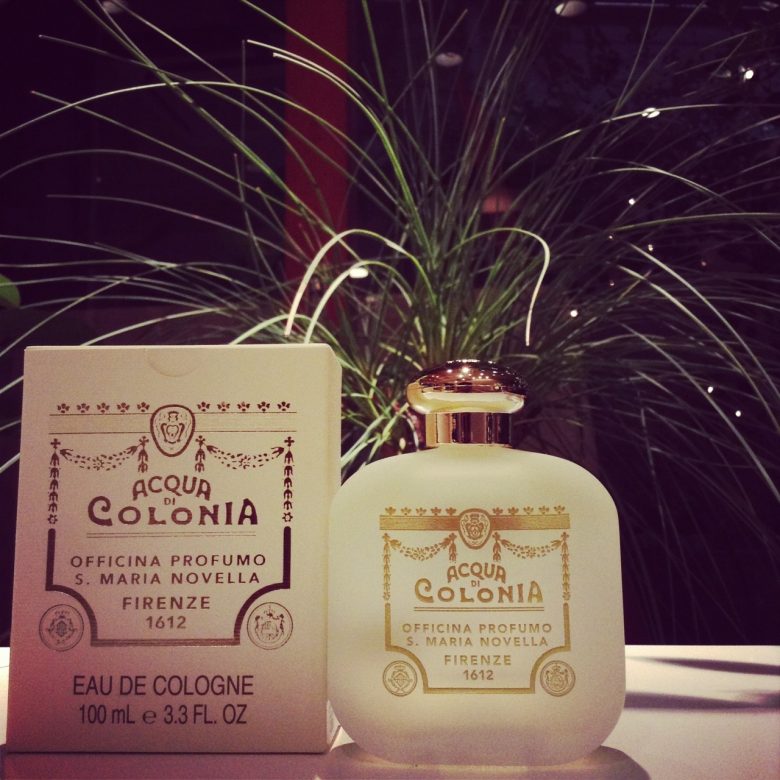 ACQUA
DI
COLONIA
OFFICINA PROFUMO
S. MARIA NOVELLA
FIRENZE
1612
EAU DE COLOGNE
100 mL e 3.3 FL. OZ
ACQUA
DI
COLONIA
OFFICINA PROFUMO
S. MARIA NOVELLA
FIRENZE
1612